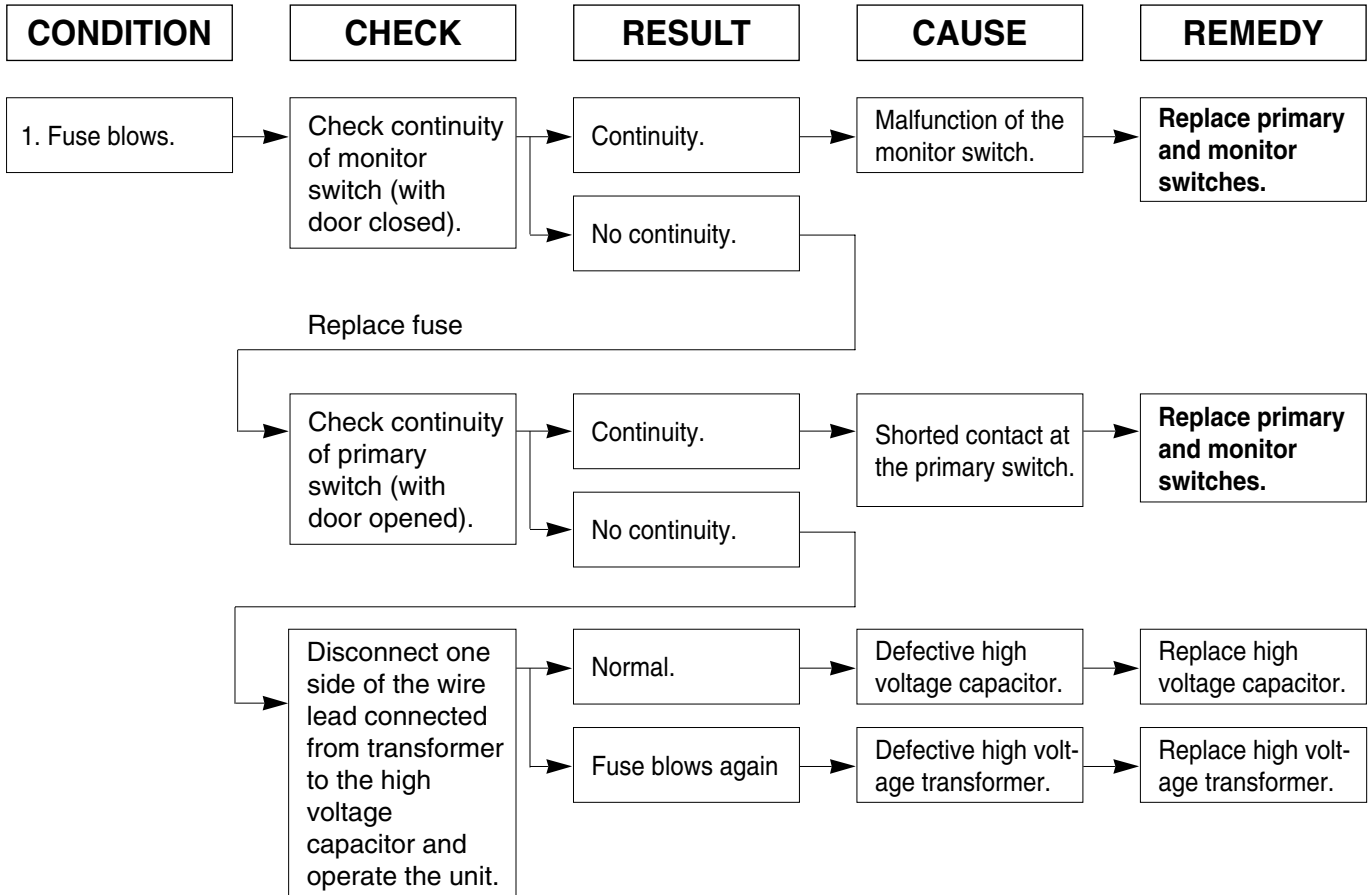 CONDITION
CHECK
RESULT
CAUSE
REMEDY
1. Fuse blows.
Check continuity
of monitor
switch (with
door closed).
Continuity.
Malfunction of the
monitor switch.
Replace primary
and monitor
switches.
No continuity.
Replace fuse
Check continuity
of primary
switch (with
door opened).
Continuity.
Shorted contact at
the primary switch.
Replace primary
and monitor
switches.
No continuity.
Disconnect one
side of the wire
lead connected
from transformer
to the high
voltage
capacitor and
operate the unit.
Normal.
Defective high
voltage capacitor.
Replace high
voltage capacitor.
Fuse blows again
Defective high volt-
age transformer.
Replace high volt-
age transformer.